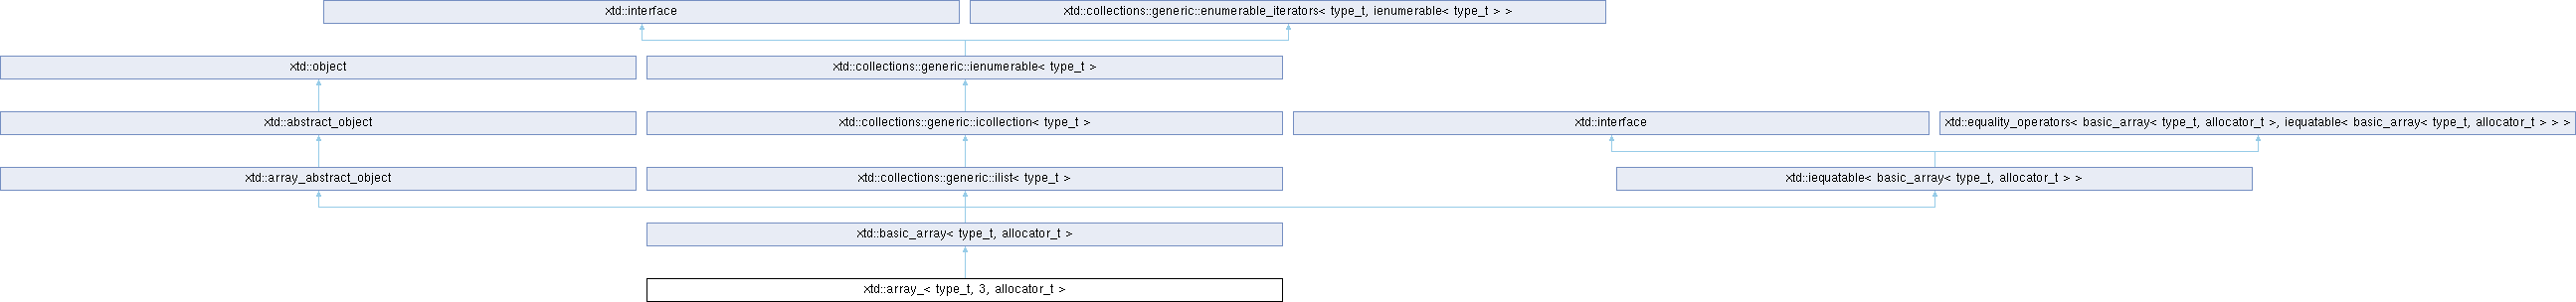 xtd::interface
xtd::collections::generic::enumerable_iterators< type_t, ienumerable< type_t > >
xtd::object
xtd::collections::generic::ienumerable< type_t >
xtd::abstract_object
xtd::collections::generic::icollection< type_t >
xtd::interface
xtd::equality_operators< basic_array< type_t, allocator_t >, iequatable< basic_array< type_t, allocator_t > > >
xtd::array_abstract_object
xtd::collections::generic::ilist< type_t >
xtd::iequatable< basic_array< type_t, allocator_t > >
xtd::basic_array< type_t, allocator_t >
xtd::array_< type_t, 3, allocator_t >